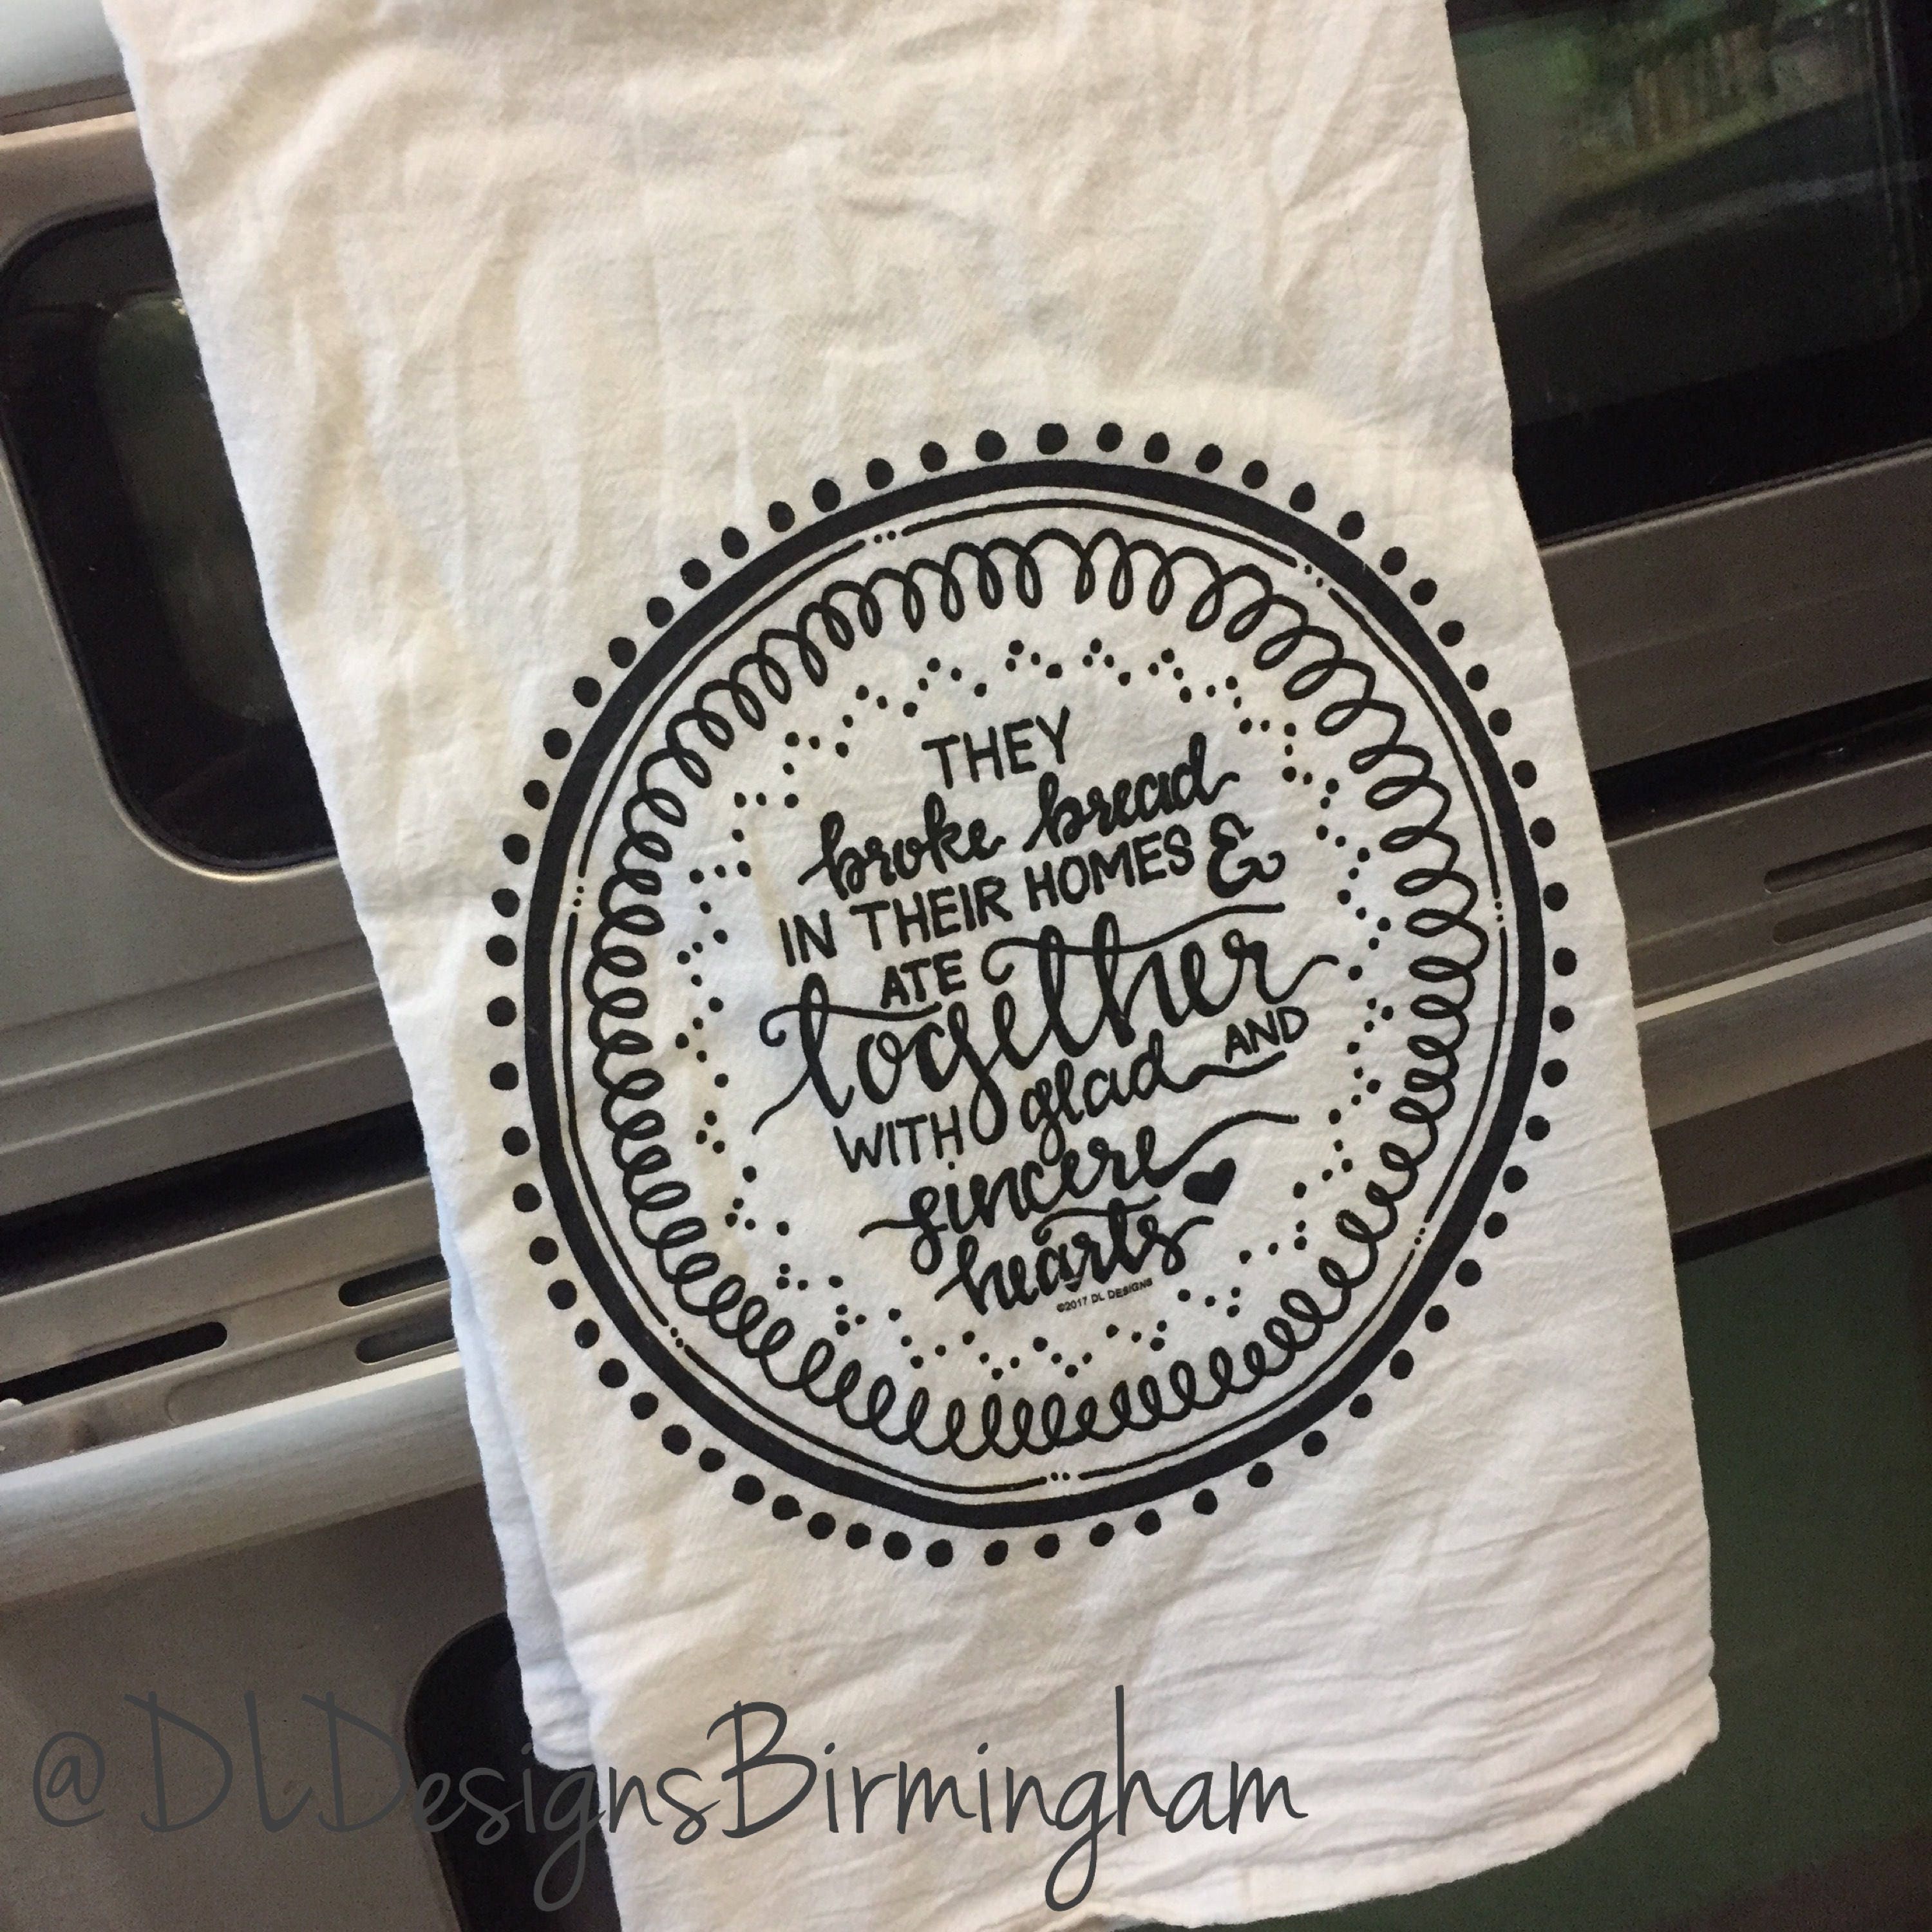 THEY
broke bread
IN THEIR HOMES &
ATE
together
WITH glad AND
sincere
hearts
©2017 DL DESIGNS
@DLDesignsBirmingham